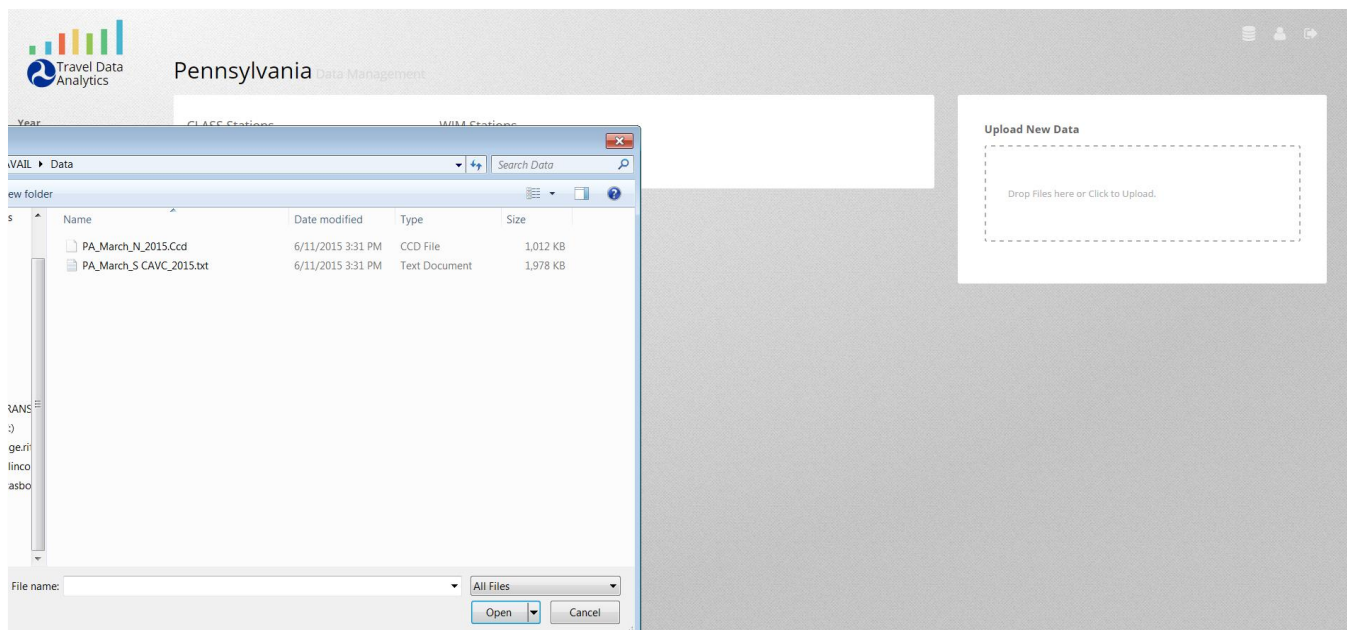 Travel Data
Analytics
Pennsylvania Data Management
Year
CLASS Stations
WIM Stations
AVAIL Data
Search Data
ew folder
s
Name
Date modified
Type
Size
PA_March_N_2015.Ccd
6/11/2015 3:31 PM
CCD File
1,012 KB
PA_March_S CAVC_2015.txt
6/11/2015 3:31 PM
Text Document
1,978 KB
RANS
:)
ge.rit
linco
asbo
File name:
All Files
Open
Cancel
Upload New Data
Drop Files here or Click to Upload.